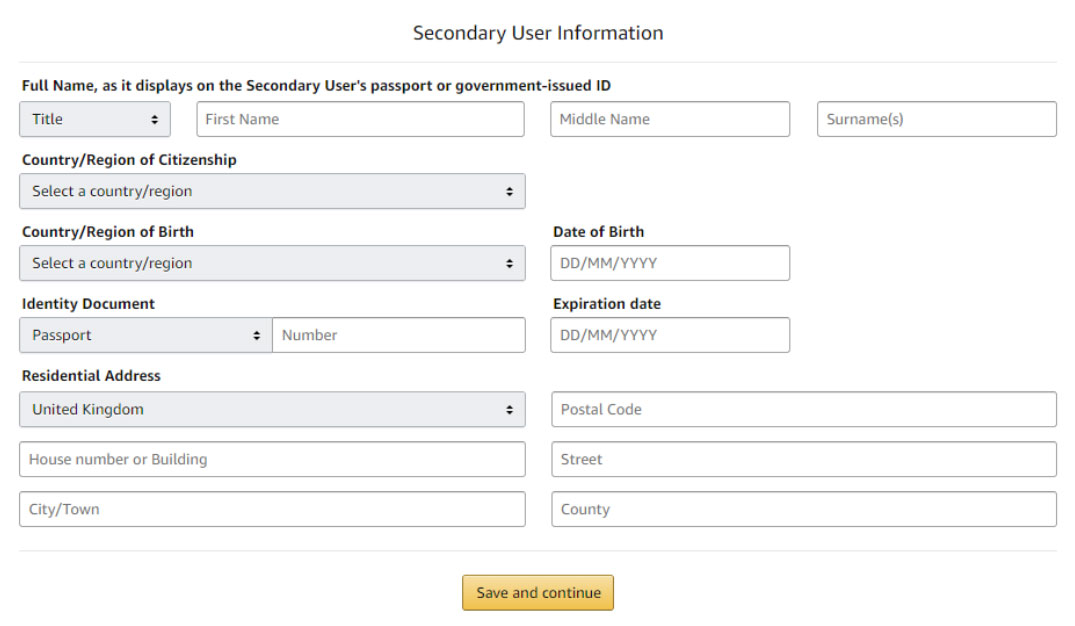 Secondary User Information
Full Name, as it displays on the Secondary User's passport or government-issued ID
Title First Name Middle Name Surname(s)
Country/Region of Citizenship
Select a country/region
Country/Region of Birth Date of Birth
Select a country/region DD/MM/YYYY
Identity Document Expiration date
Passport Number DD/MM/YYYY
Residential Address
United Kingdom Postal Code
House number or Building Street
City/Town County
Save and continue